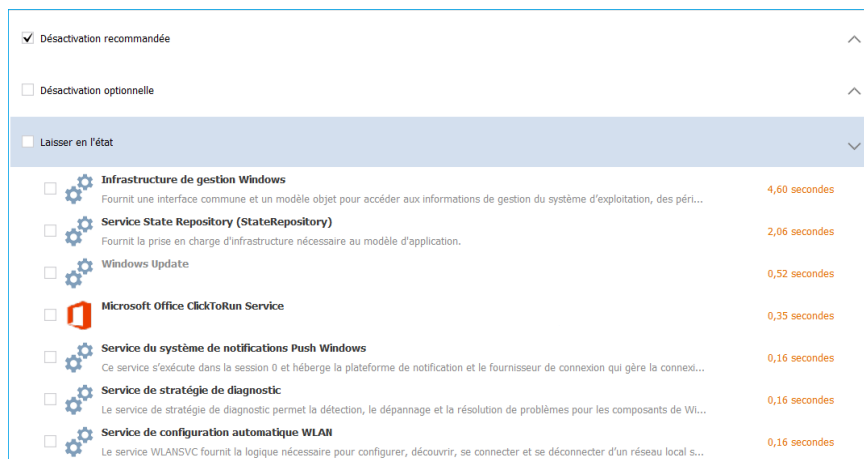 Désactivation recommandée
Désactivation optionnelle
Laisser en l'état
Infrastructure de gestion Windows
4,60 secondes
Fournit une interface commune et un modèle objet pour accéder aux informations de gestion du système d'exploitation, des péri...
Service State Repository (StateRepository)
2,06 secondes
Fournit la prise en charge d'infrastructure nécessaire au modèle d'application.
Windows Update
0,52 secondes
Microsoft Office ClickToRun Service
0,35 secondes
Service du système de notifications Push Windows
0,16 secondes
Ce service s'exécute dans la session 0 et héberge la plateforme de notification et le fournisseur de connexion qui gère la connexi...
Service de stratégie de diagnostic
0,16 secondes
Le service de stratégie de diagnostic permet la détection, le dépannage et la résolution de problèmes pour les composants de Wi...
Service de configuration automatique WLAN
0,16 secondes
Le service WLANSVC fournit la logique nécessaire pour configurer, découvrir, se connecter et se déconnecter d'un réseau local s...